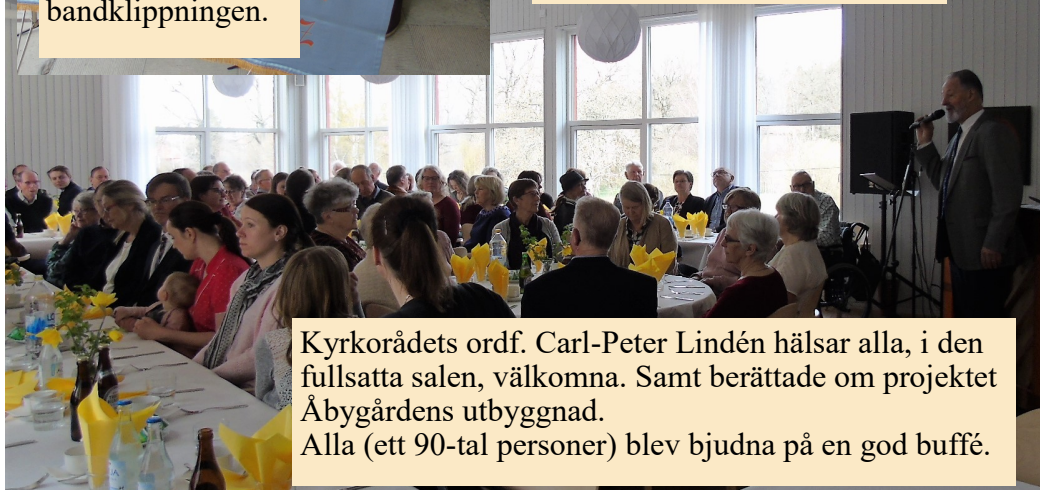 bandklippningen.
Kyrkorådets ordf. Carl-Peter Lindén hälsar alla, i den
fullsatta salen, välkomna. Samt berättade om projektet
Åbygårdens utbyggnad.
Alla (ett 90-tal personer) blev bjudna på en god buffé.